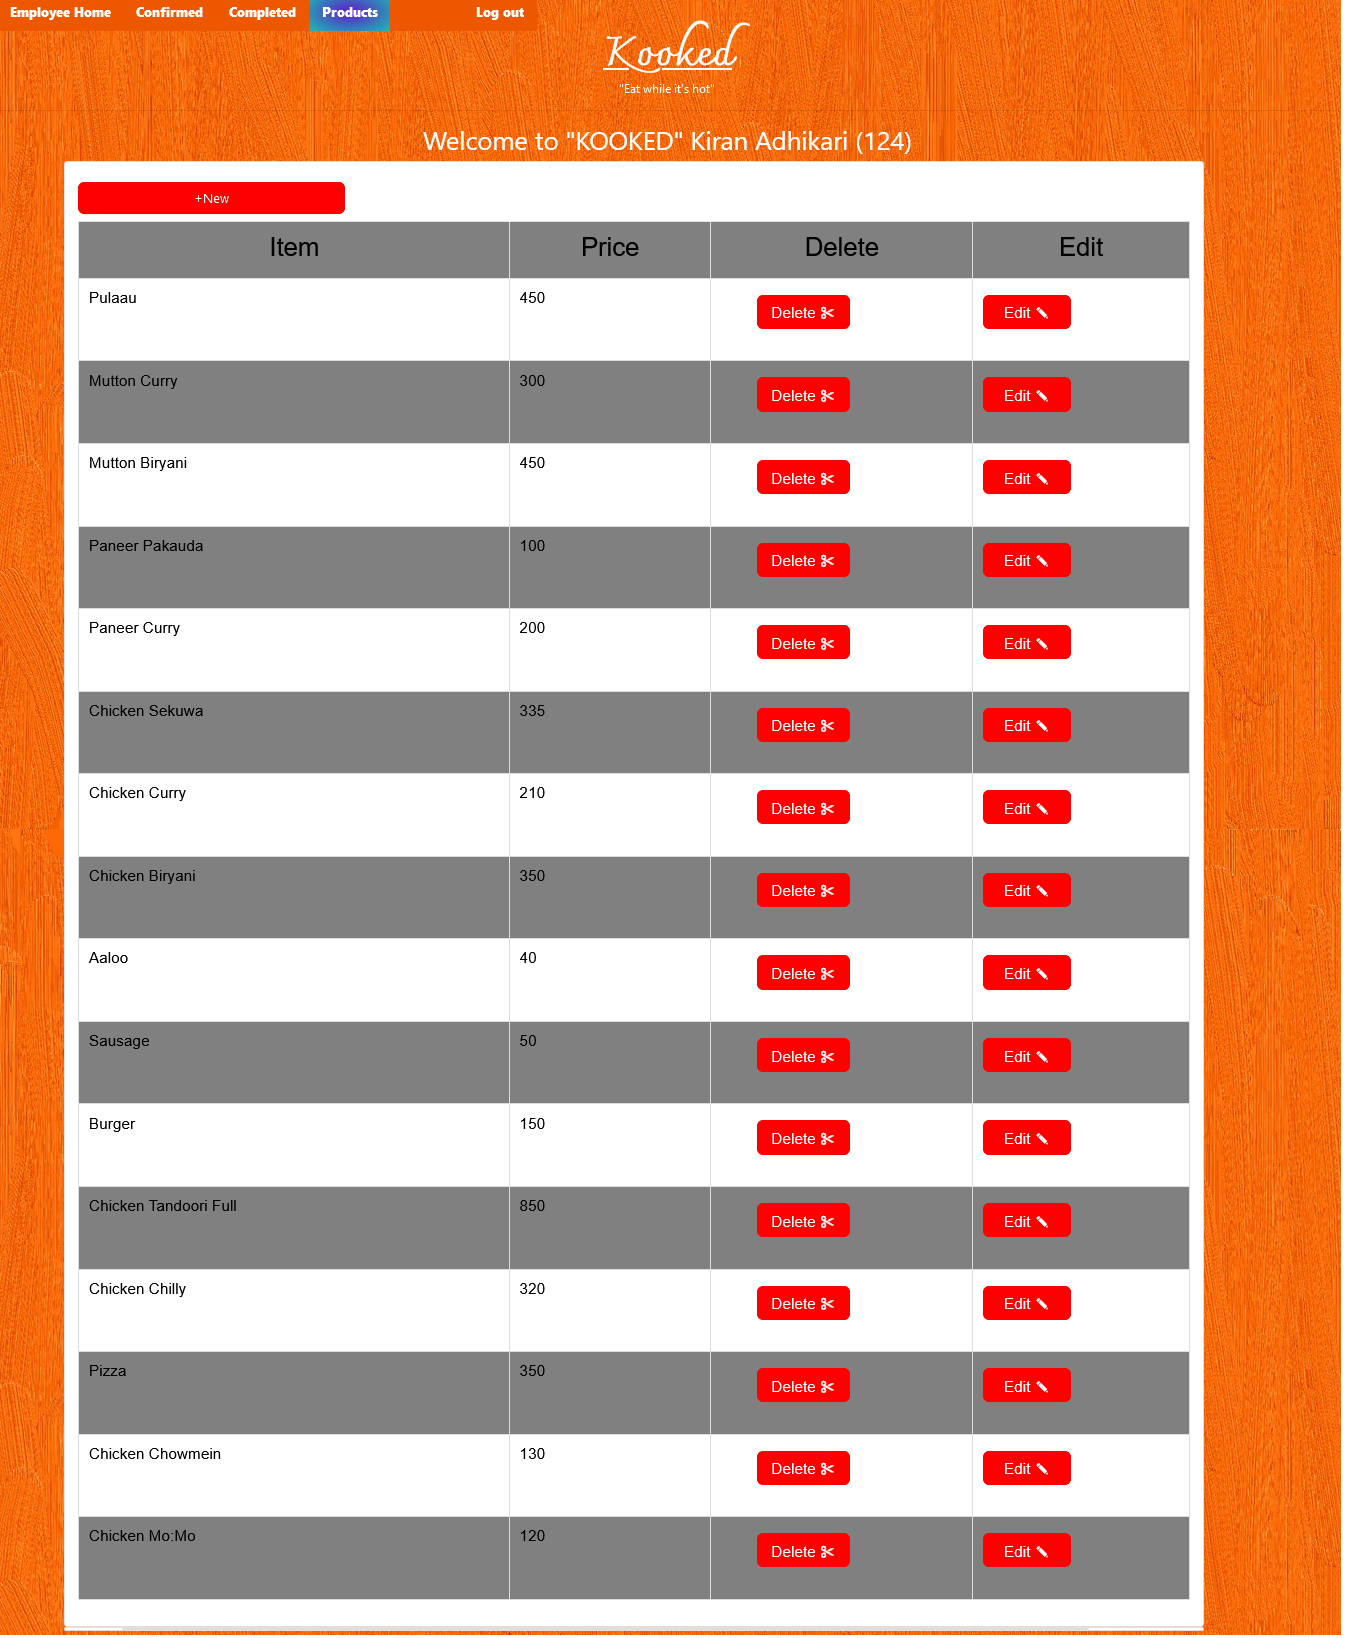 Employee Home Confirmed Completed Products Log out
Kooked
"Eat while it's hot"
Welcome to "KOOKED" Kiran Adhikari (124)
+New
Item Price Delete Edit
Pulaau 450 Delete Edit
Mutton Curry 300 Delete Edit
Mutton Biryani 450 Delete Edit
Paneer Pakauda 100 Delete Edit
Paneer Curry 200 Delete Edit
Chicken Sekuwa 335 Delete Edit
Chicken Curry 210 Delete Edit
Chicken Biryani 350 Delete Edit
Aaloo 40 Delete Edit
Sausage 50 Delete Edit
Burger 150 Delete Edit
Chicken Tandoori Full 850 Delete Edit
Chicken Chilly 320 Delete Edit
Pizza 350 Delete Edit
Chicken Chowmein 130 Delete Edit
Chicken Mo:Mo 120 Delete Edit